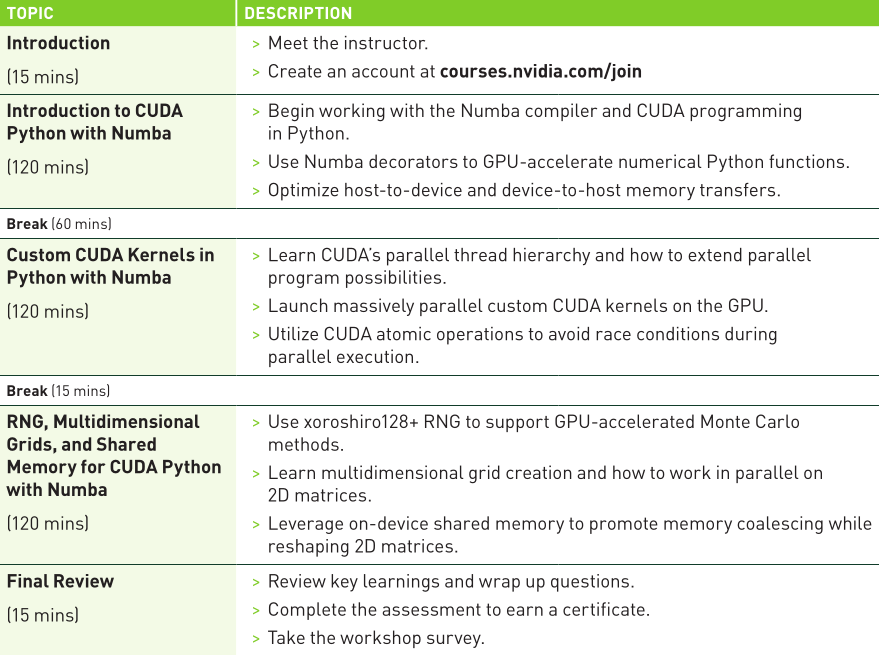 TOPIC DESCRIPTION
Introduction
(15 mins)
> Meet the instructor.
> Create an account at courses.nvidia.com/join
Introduction to CUDA
Python with Numba
(120 mins)
> Begin working with the Numba compiler and CUDA programming
in Python.
> Use Numba decorators to GPU-accelerate numerical Python functions.
> Optimize host-to-device and device-to-host memory transfers.
Break (60 mins)
Custom CUDA Kernels in
Python with Numba
(120 mins)
> Learn CUDA’s parallel thread hierarchy and how to extend parallel
program possibilities.
> Launch massively parallel custom CUDA kernels on the GPU.
> Utilize CUDA atomic operations to avoid race conditions during
parallel execution.
Break (15 mins)
RNG, Multidimensional
Grids, and Shared
Memory for CUDA Python
with Numba
(120 mins)
> Use xoroshiro128+ RNG to support GPU-accelerated Monte Carlo
methods.
> Learn multidimensional grid creation and how to work in parallel on
2D matrices.
> Leverage on-device shared memory to promote memory coalescing while
reshaping 2D matrices.
Final Review
(15 mins)
> Review key learnings and wrap up questions.
> Complete the assessment to earn a certificate.
> Take the workshop survey.